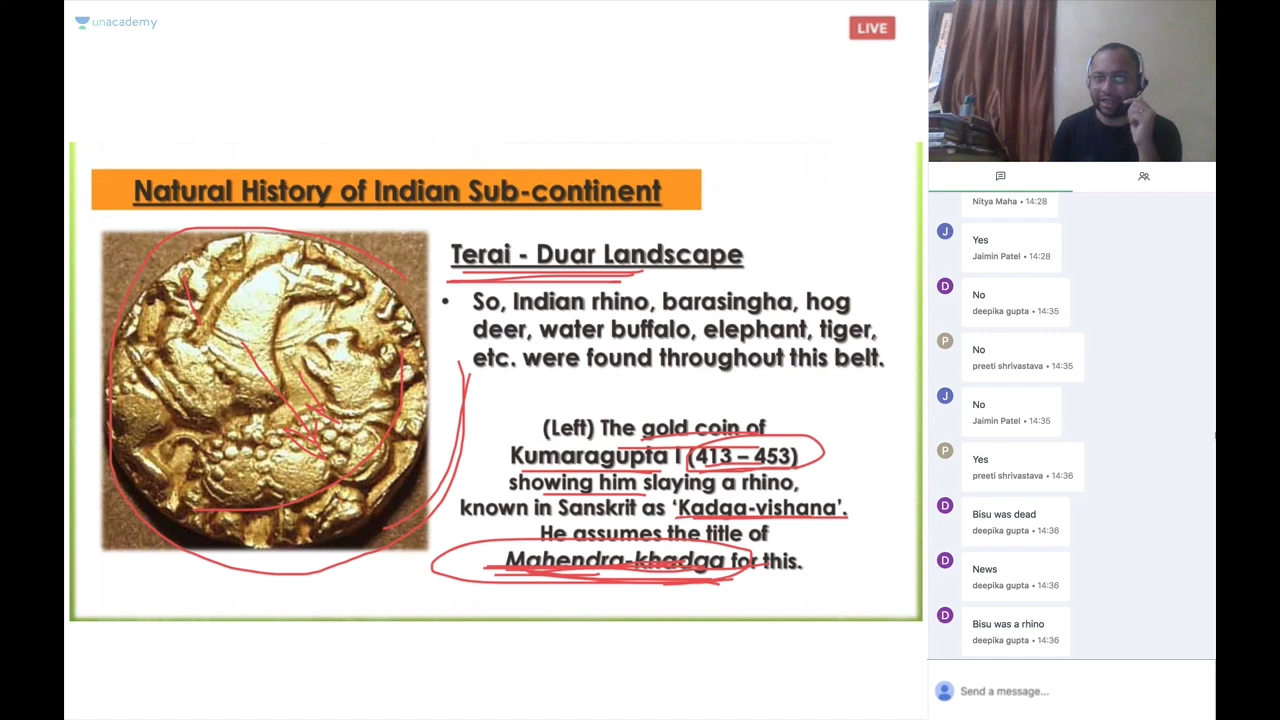 unacademy
LIVE
Natural History of Indian Sub-continent
Terai - Duar Landscape
• So, Indian rhino, barasingha, hog
deer, water buffalo, elephant, tiger,
etc. were found throughout this belt.
(Left) The gold coin of
Kumaragupta I (413 – 453)
showing him slaying a rhino,
known in Sanskrit as ‘Kadga-vishana’.
He assumes the title of
Mahendra-khadga for this.
Nitya Maha • 14:28
J
Yes
Jaimin Patel • 14:28
D
No
deepika gupta • 14:35
P
No
preeti shrivastava • 14:35
J
No
Jaimin Patel • 14:35
P
Yes
preeti shrivastava • 14:36
D
Bisu was dead
deepika gupta • 14:36
D
News
deepika gupta • 14:36
D
Bisu was a rhino
deepika gupta • 14:36
Send a message...